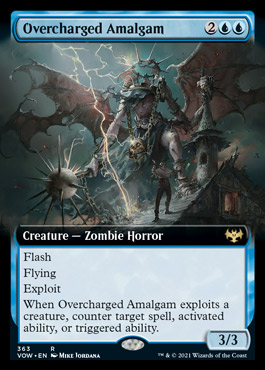 Overcharged Amalgam 2
Creature — Zombie Horror
Flash
Flying
Exploit
When Overcharged Amalgam exploits a
creature, counter target spell, activated
ability, or triggered ability.
3/3
363 R
VOW • EN Mike Jordana ™ & © 2021 Wizards of the Coast